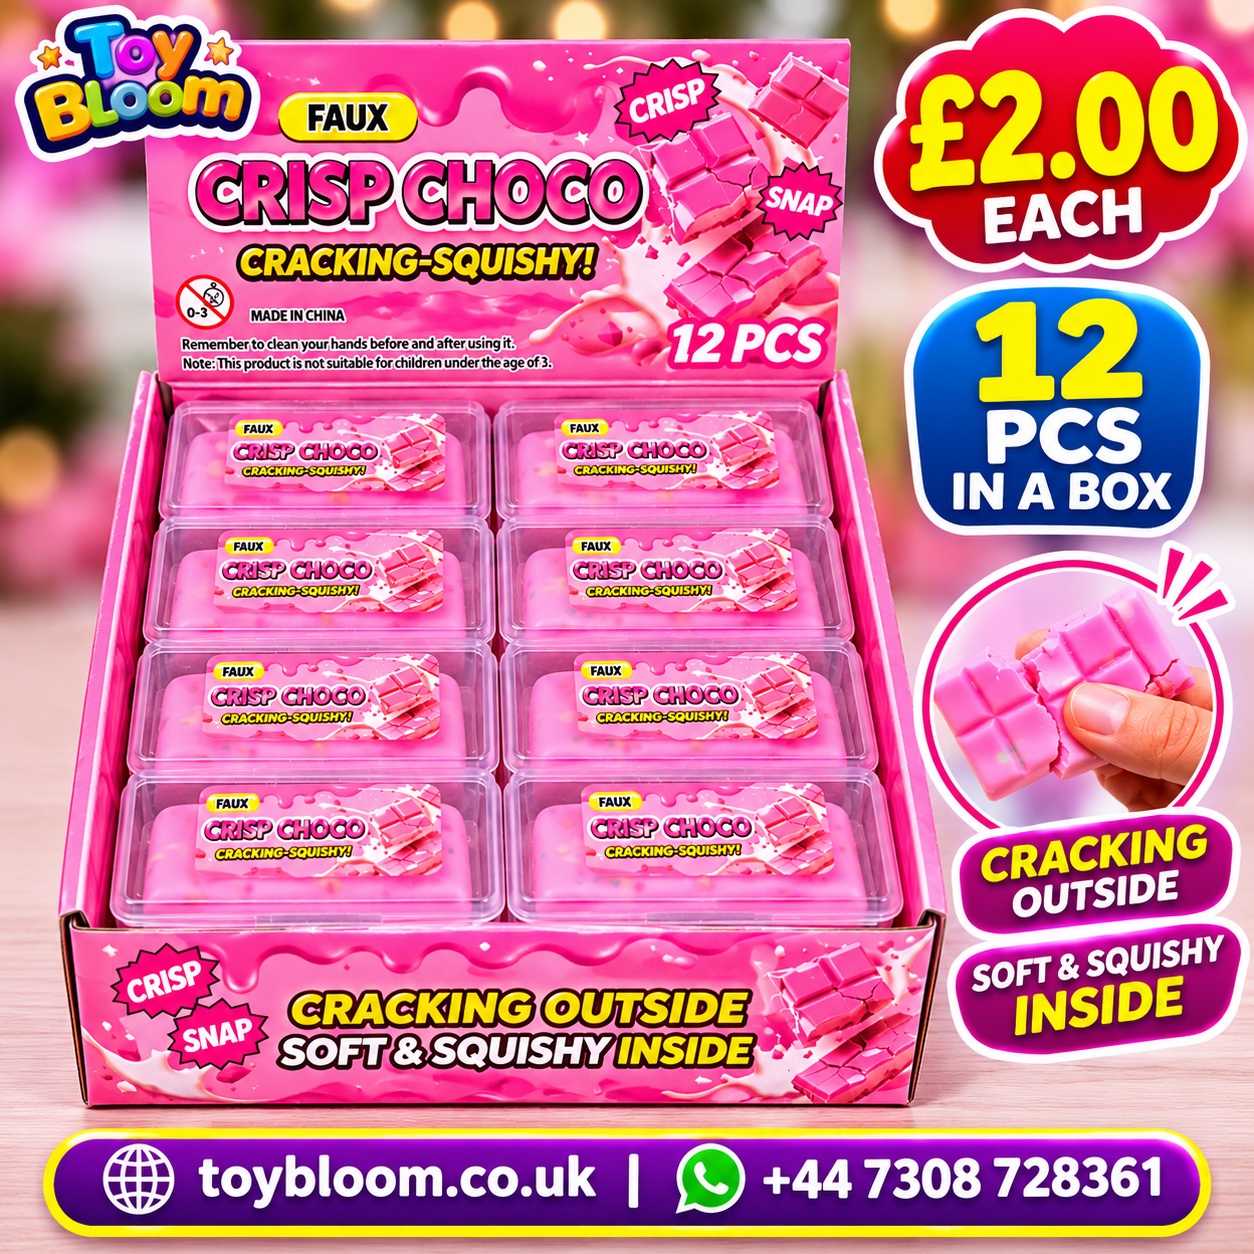 Toy
Bloom
FAUX
CRISP CHOCO
CRACKING-SQUISHY!
CRISP
SNAP
0-3
MADE IN CHINA
Remember to clean your hands before and after using it.
Note: This product is not suitable for children under the age of 3.
12 PCS
£2.00
EACH
12
PCS
IN A BOX
FAUX
CRISP CHOCO
CRACKING-SQUISHY!
FAUX
CRISP CHOCO
CRACKING-SQUISHY!
FAUX
CRISP CHOCO
CRACKING-SQUISHY!
FAUX
CRISP CHOCO
CRACKING-SQUISHY!
FAUX
CRISP CHOCO
CRACKING-SQUISHY!
FAUX
CRISP CHOCO
CRACKING-SQUISHY!
FAUX
CRISP CHOCO
CRACKING-SQUISHY!
FAUX
CRISP CHOCO
CRACKING-SQUISHY!
CRACKING
OUTSIDE
SOFT & SQUISHY
INSIDE
CRISP
SNAP
CRACKING OUTSIDE
SOFT & SQUISHY INSIDE
toybloom.co.uk | +44 7308 728361